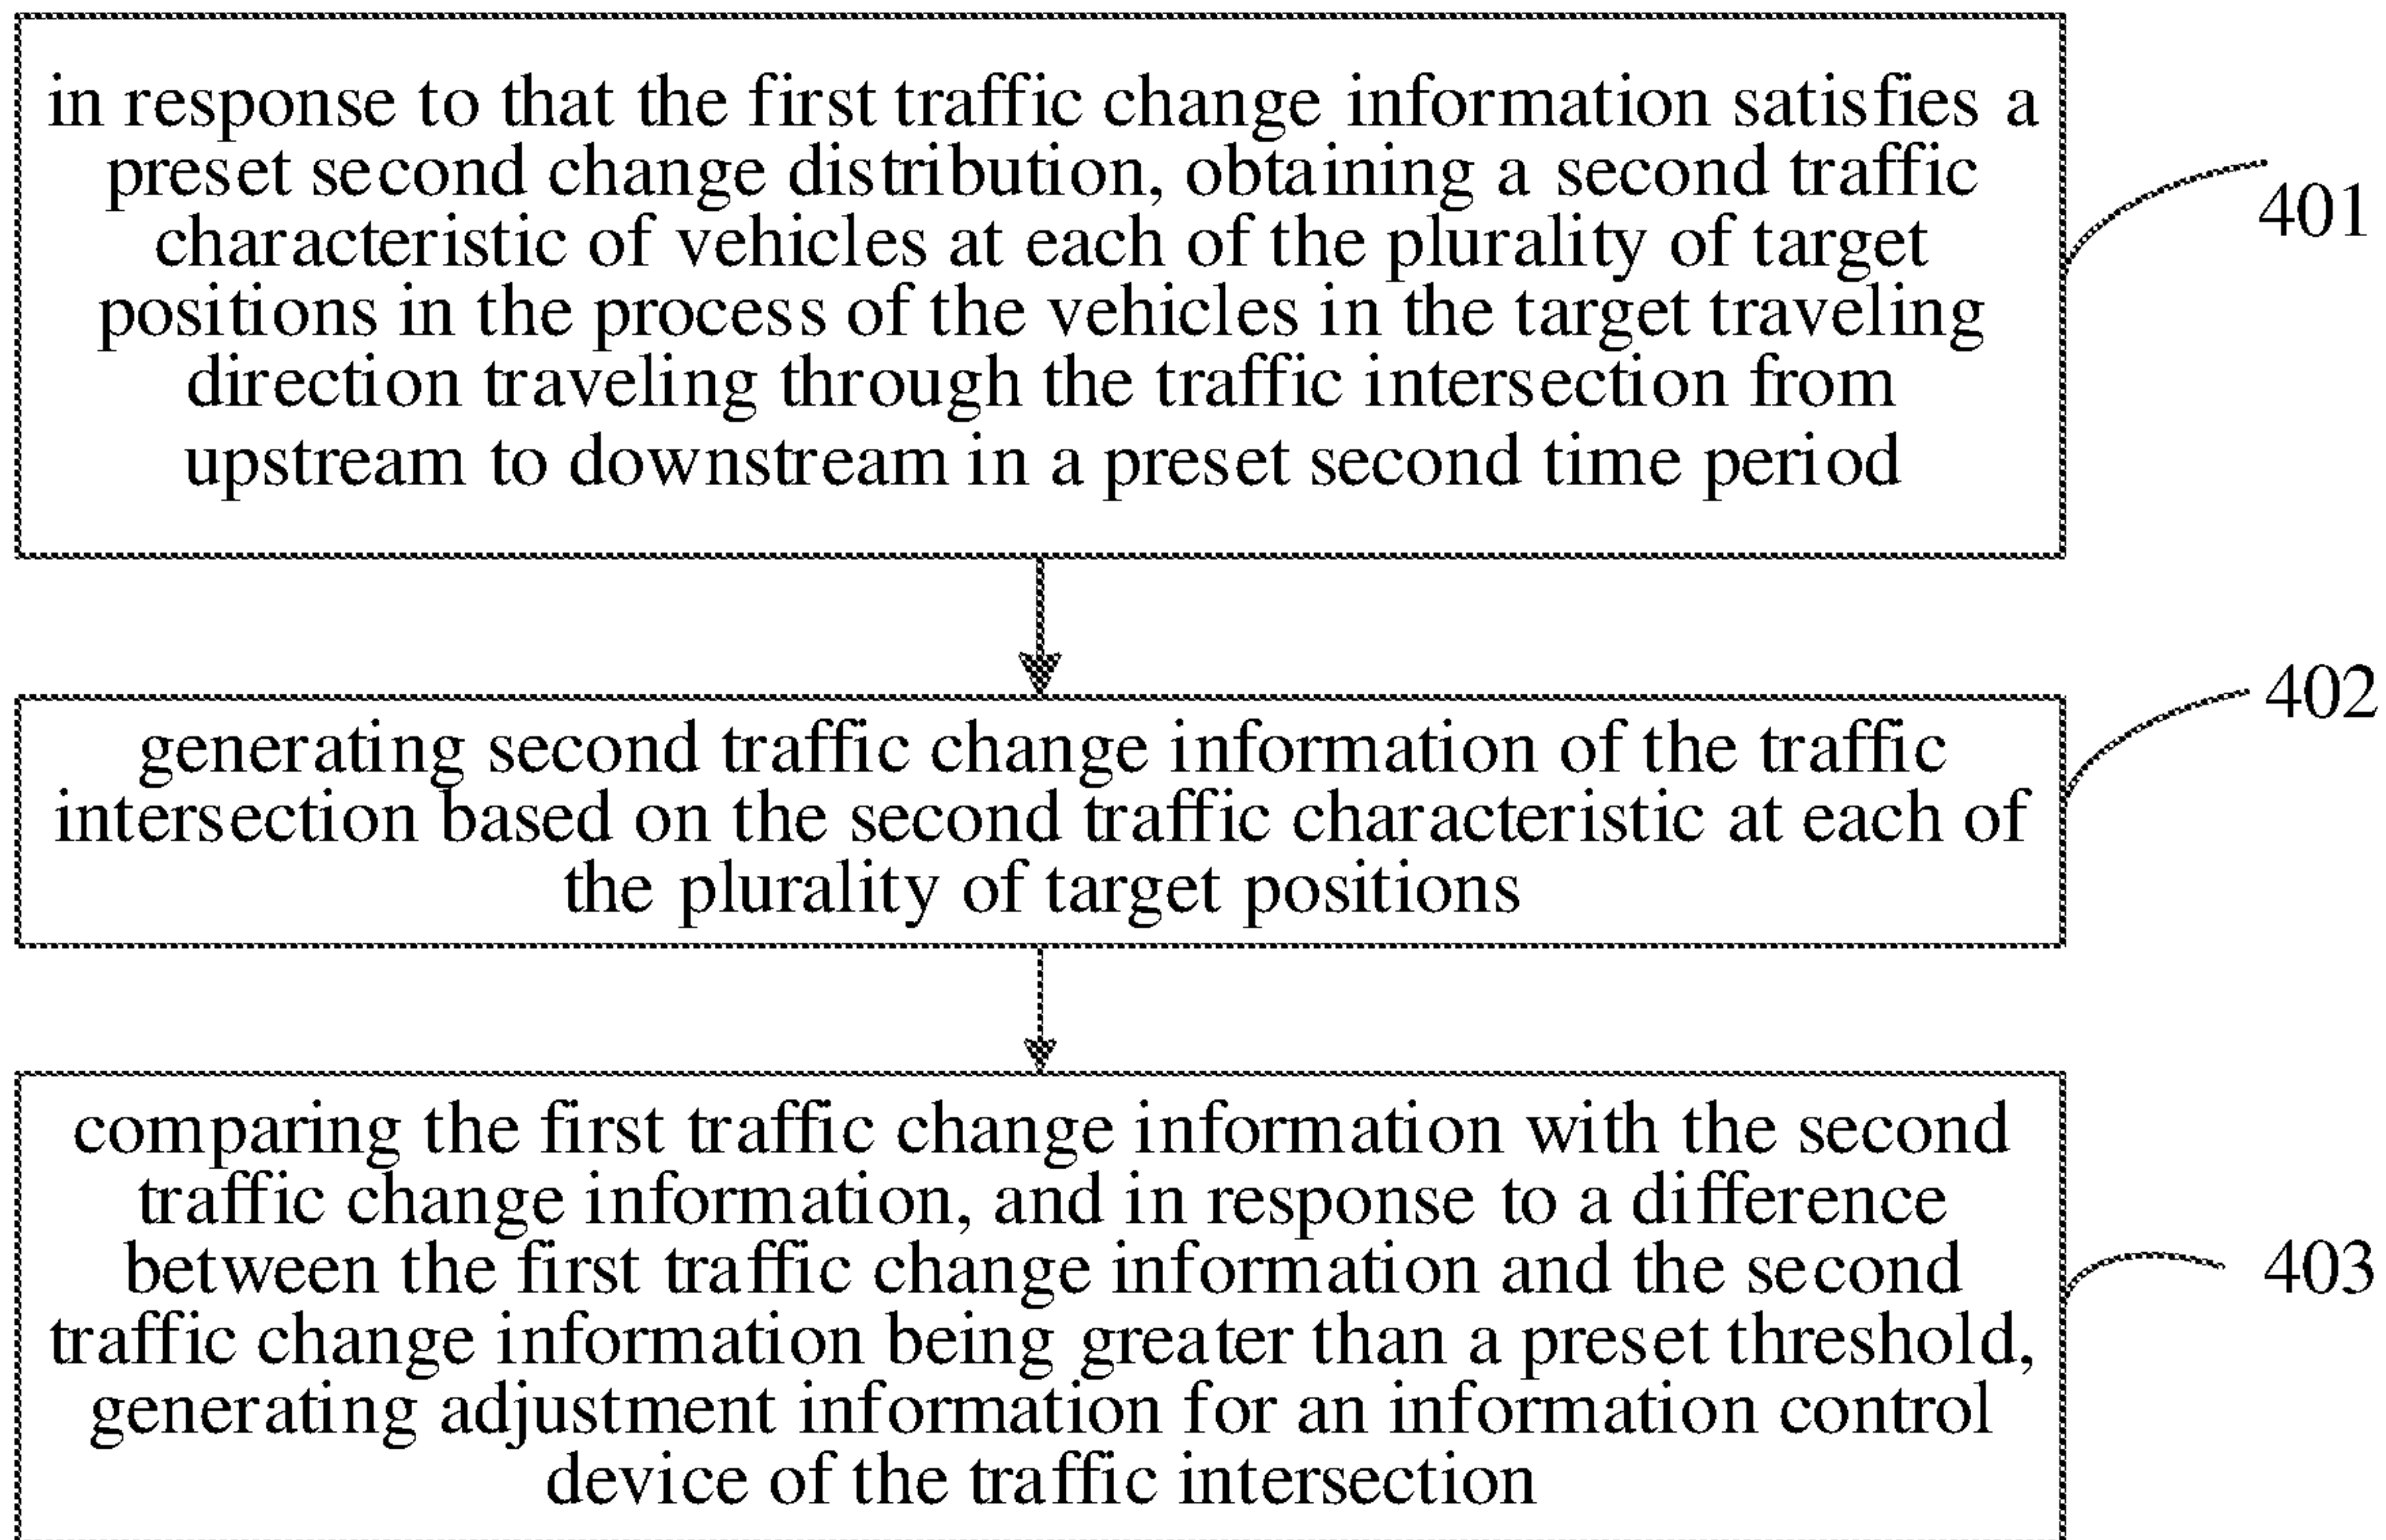 in response to that the first traffic change information satisfies a
preset second change distribution, obtaining a second traffic
characteristic of vehicles at each of the plurality of target
positions in the process of the vehicles in the target traveling
direction traveling through the traffic intersection from
upstream to downstream in a preset second time period
401
generating second traffic change information of the traffic
intersection based on the second traffic characteristic at each of
the plurality of target positions
402
comparing the first traffic change information with the second
traffic change information, and in response to a difference
between the first traffic change information and the second
traffic change information being greater than a preset threshold,
generating adjustment information for an information control
device of the traffic intersection
403